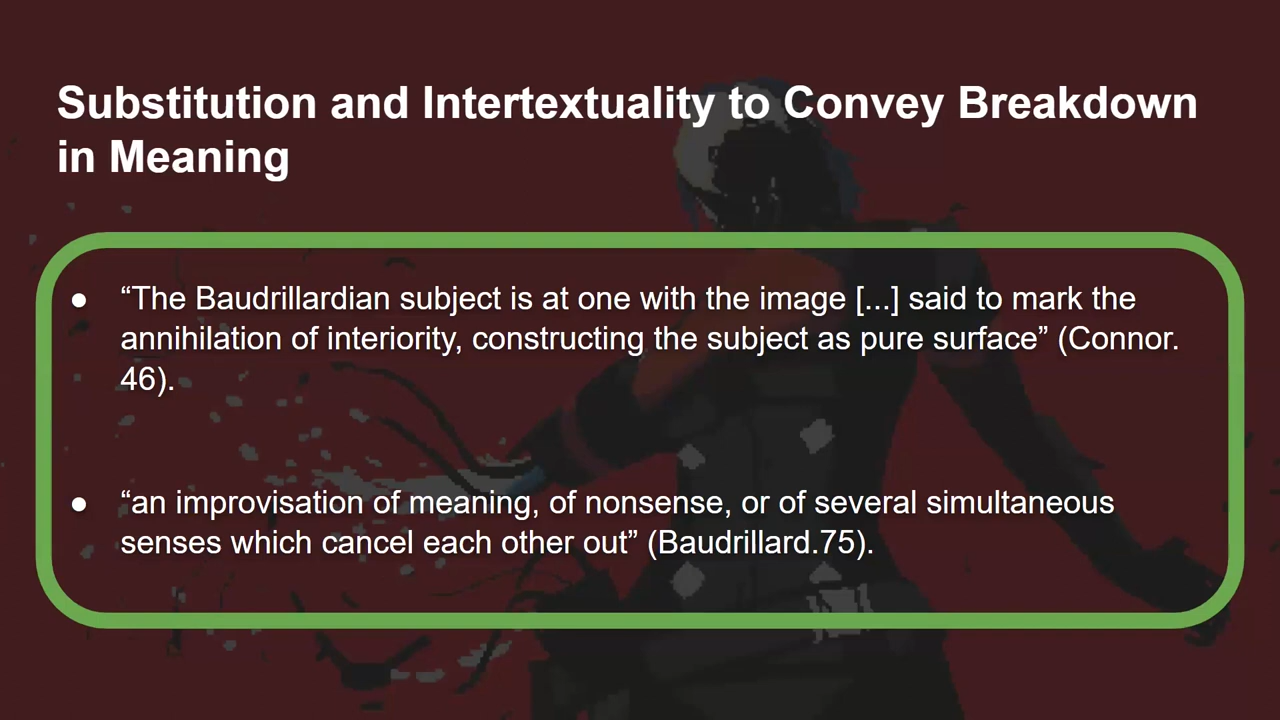 Substitution and Intertextuality to Convey Breakdown
in Meaning
● “The Baudrillardian subject is at one with the image [...] said to mark the
annihilation of interiority, constructing the subject as pure surface” (Connor.
46).
● “an improvisation of meaning, of nonsense, or of several simultaneous
senses which cancel each other out” (Baudrillard.75).